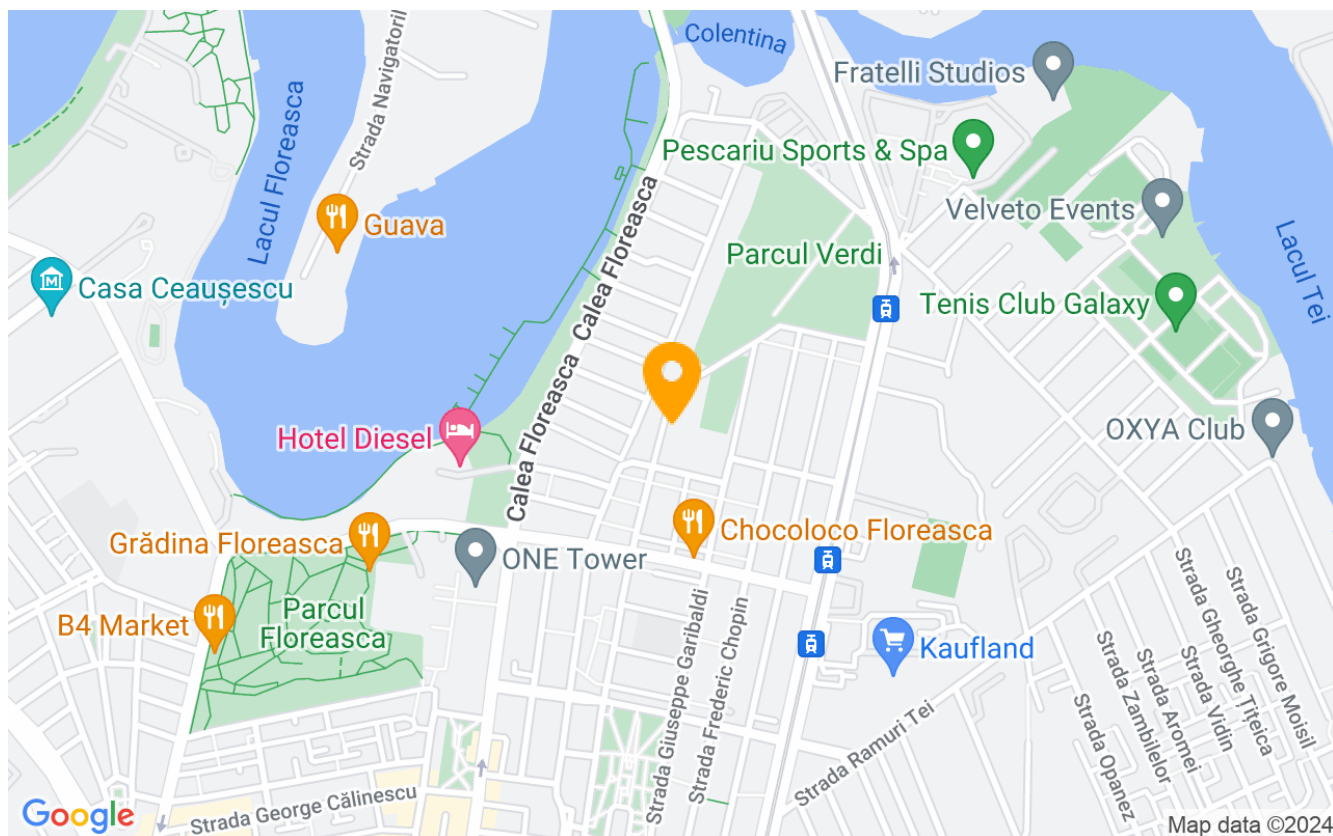 Colentina
Fratelli Studios
Strada Navigatoril
Lacul Floreasca
Pescariu Sports & Spa
Guava
Calea Floreasca
Velveto Events
Parcul Verdi
Lacul Tei
Casa Ceaușescu
Tenis Club Galaxy
Calea Floreasca
Hotel Diesel
OXYA Club
Grădina Floreasca
ONE Tower
Chocoloco Floreasca
B4 Market
Parcul
Floreasca
Kaufland
Strada Giuseppe Garibaldi
Strada Frederic Chopin
Strada Ramuri Tei
Strada Opanez
Strada Zambilelor
Strada Aromei
Strada Vidin
Strada Gheorghe Țițeica
Strada Grigore Moisil
Strada George Călinescu
Google
Map data ©2024